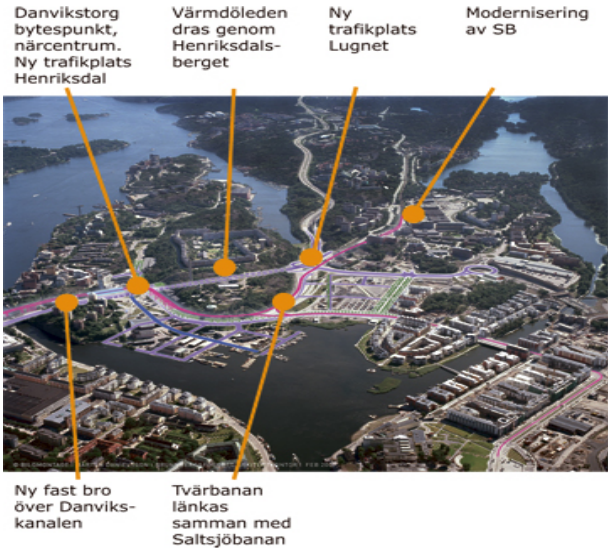 Danvikstorg
bytespunkt,
närcentrum.
Ny trafikplats
Henriksdal
Värmdöleden
dras genom
Henriksdals-
berget
Ny
trafikplats
Lugnet
Modernisering
av SB
Ny fast bro
över Danviks-
kanalen
Tvärbanan
länkas
samman med
Saltsjöbanan